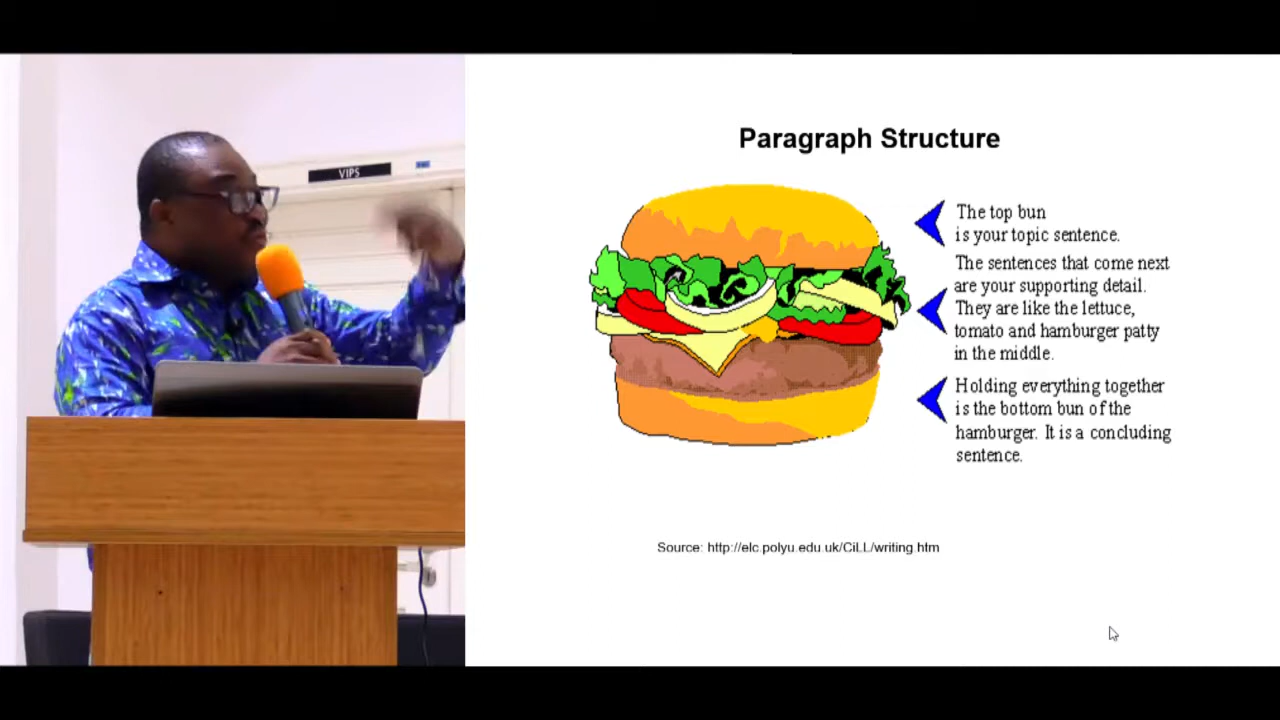 VIPS
Paragraph Structure
The top bun
is your topic sentence.
The sentences that come next
are your supporting detail.
They are like the lettuce,
tomato and hamburger patty
in the middle.
Holding everything together
is the bottom bun of the
hamburger. It is a concluding
sentence.
Source: http://elc.polyu.edu.uk/CiLL/writing.htm